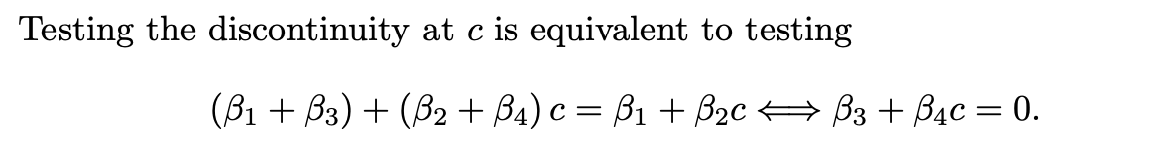 Testing the discontinuity at c is equivalent to testing
(β₁ + β₃) + (β₂ + β₄) c = β₁ + β₂c ⟺ β₃ + β₄c = 0.